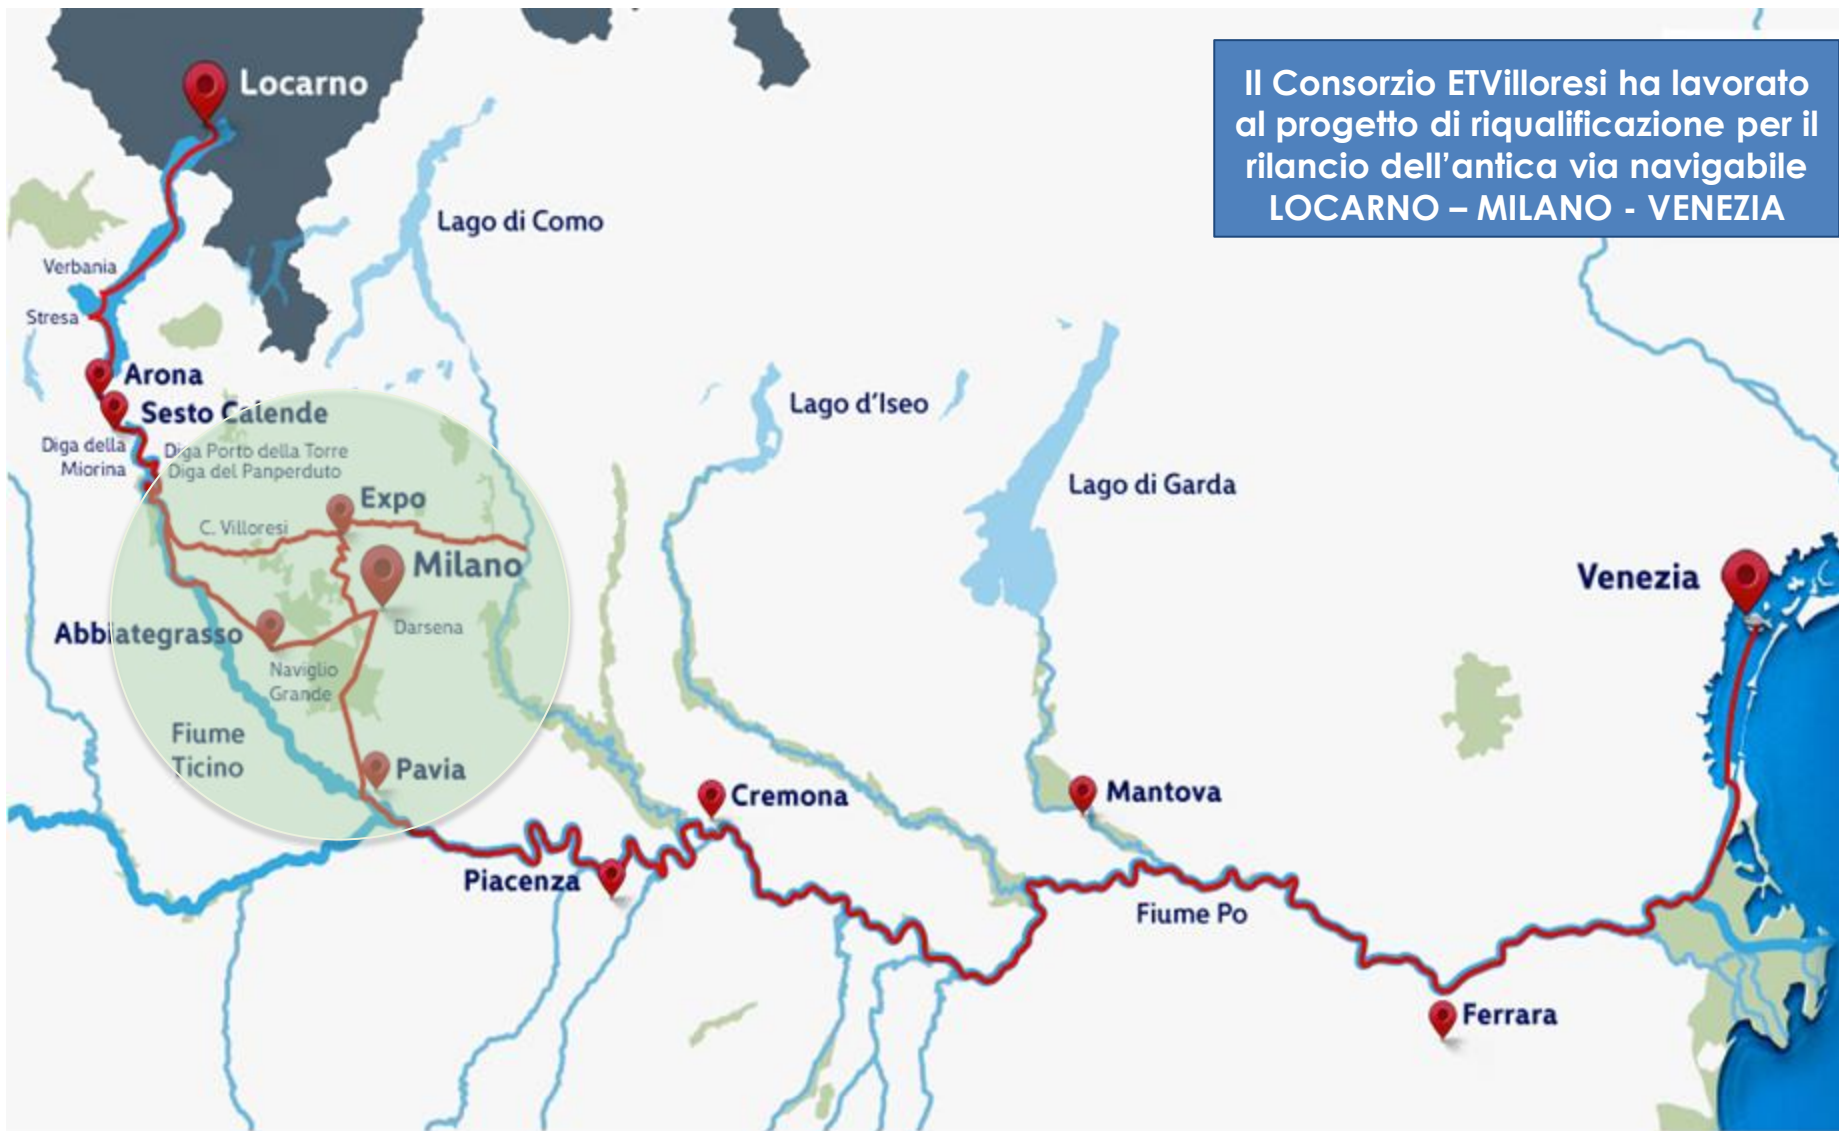 Il Consorzio ETVilloresi ha lavorato
al progetto di riqualificazione per il
rilancio dell’antica via navigabile
LOCARNO – MILANO - VENEZIA
Locarno
Lago di Como
Verbania
Stresa
Arona
Sesto Calende
Diga della
Miorina
Diga Porto della Torre
Diga del Panperduto
Expo
C. Villoresi
Milano
Darsena
Abbiategrasso
Naviglio
Grande
Fiume
Ticino
Pavia
Lago d’Iseo
Lago di Garda
Venezia
Cremona
Mantova
Piacenza
Fiume Po
Ferrara